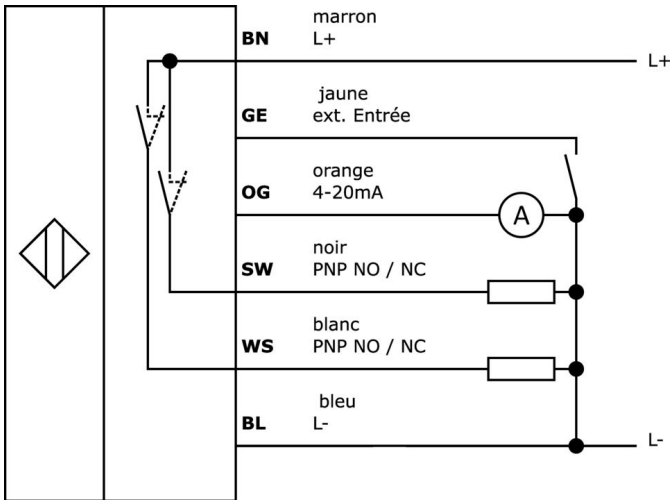 marron
BN L+
L+
jaune
GE ext. Entrée
orange
OG 4-20mA
A
noir
SW PNP NO / NC
blanc
WS PNP NO / NC
bleu
BL L-
L-